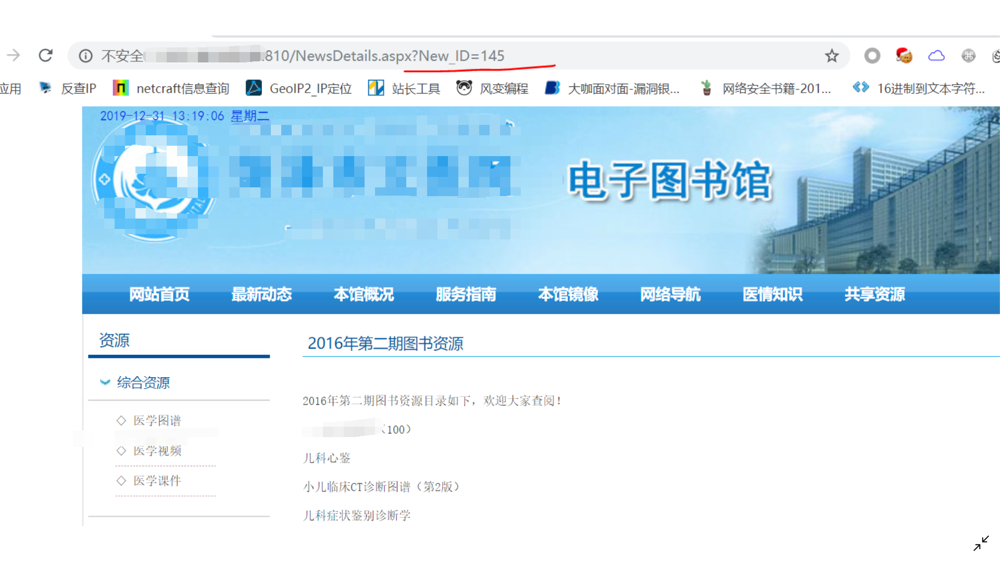 不安全 :810/NewsDetails.aspx?New_ID=145
应用 反查IP netcraft信息查询 GeoIP2_IP定位 站长工具 风变编程 大咖面对面-漏洞银... 网络安全书籍-201... 16进制到文本字符...
2019-12-31 13:19:06 星期二
电子图书馆
网站首页 最新动态 本馆概况 服务指南 本馆镜像 网络导航 医情知识 共享资源
资源
2016年第二期图书资源
综合资源
2016年第二期图书资源目录如下，欢迎大家查阅！
医学图谱
（100）
医学视频
儿科心鉴
医学课件
小儿临床CT诊断图谱（第2版）
儿科症状鉴别诊断学